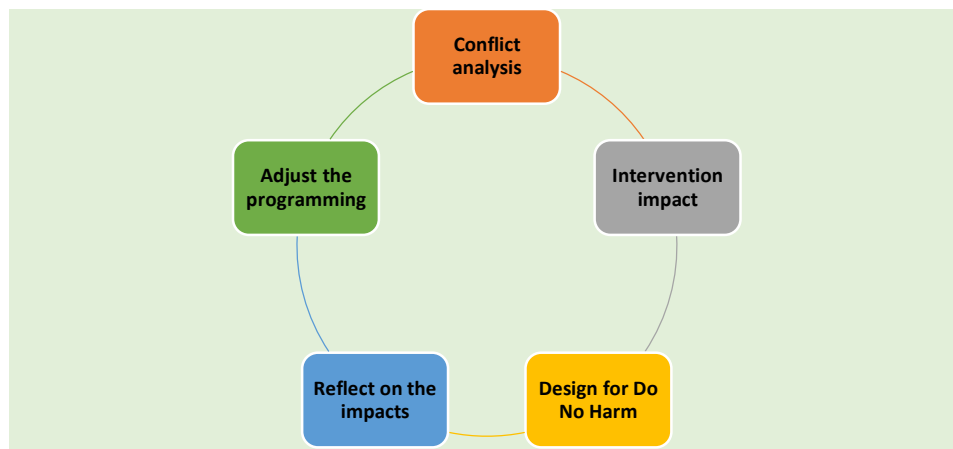 Conflict
analysis
Intervention
impact
Design for Do
No Harm
Reflect on the
impacts
Adjust the
programming